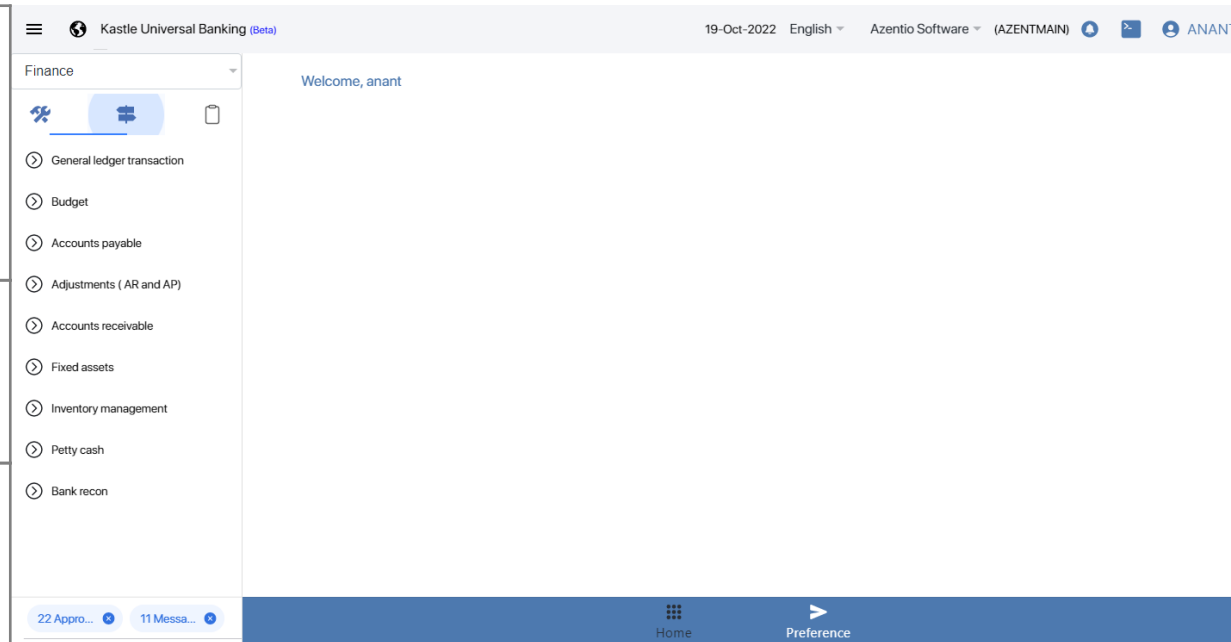 Kastle Universal Banking (Beta)
19-Oct-2022 English Azentio Software (AZENTMAIN) ANANT
Finance
Welcome, anant
General ledger transaction
Budget
Accounts payable
Adjustments ( AR and AP)
Accounts receivable
Fixed assets
Inventory management
Petty cash
Bank recon
22 Appro... 11 Messa...
Home Preference